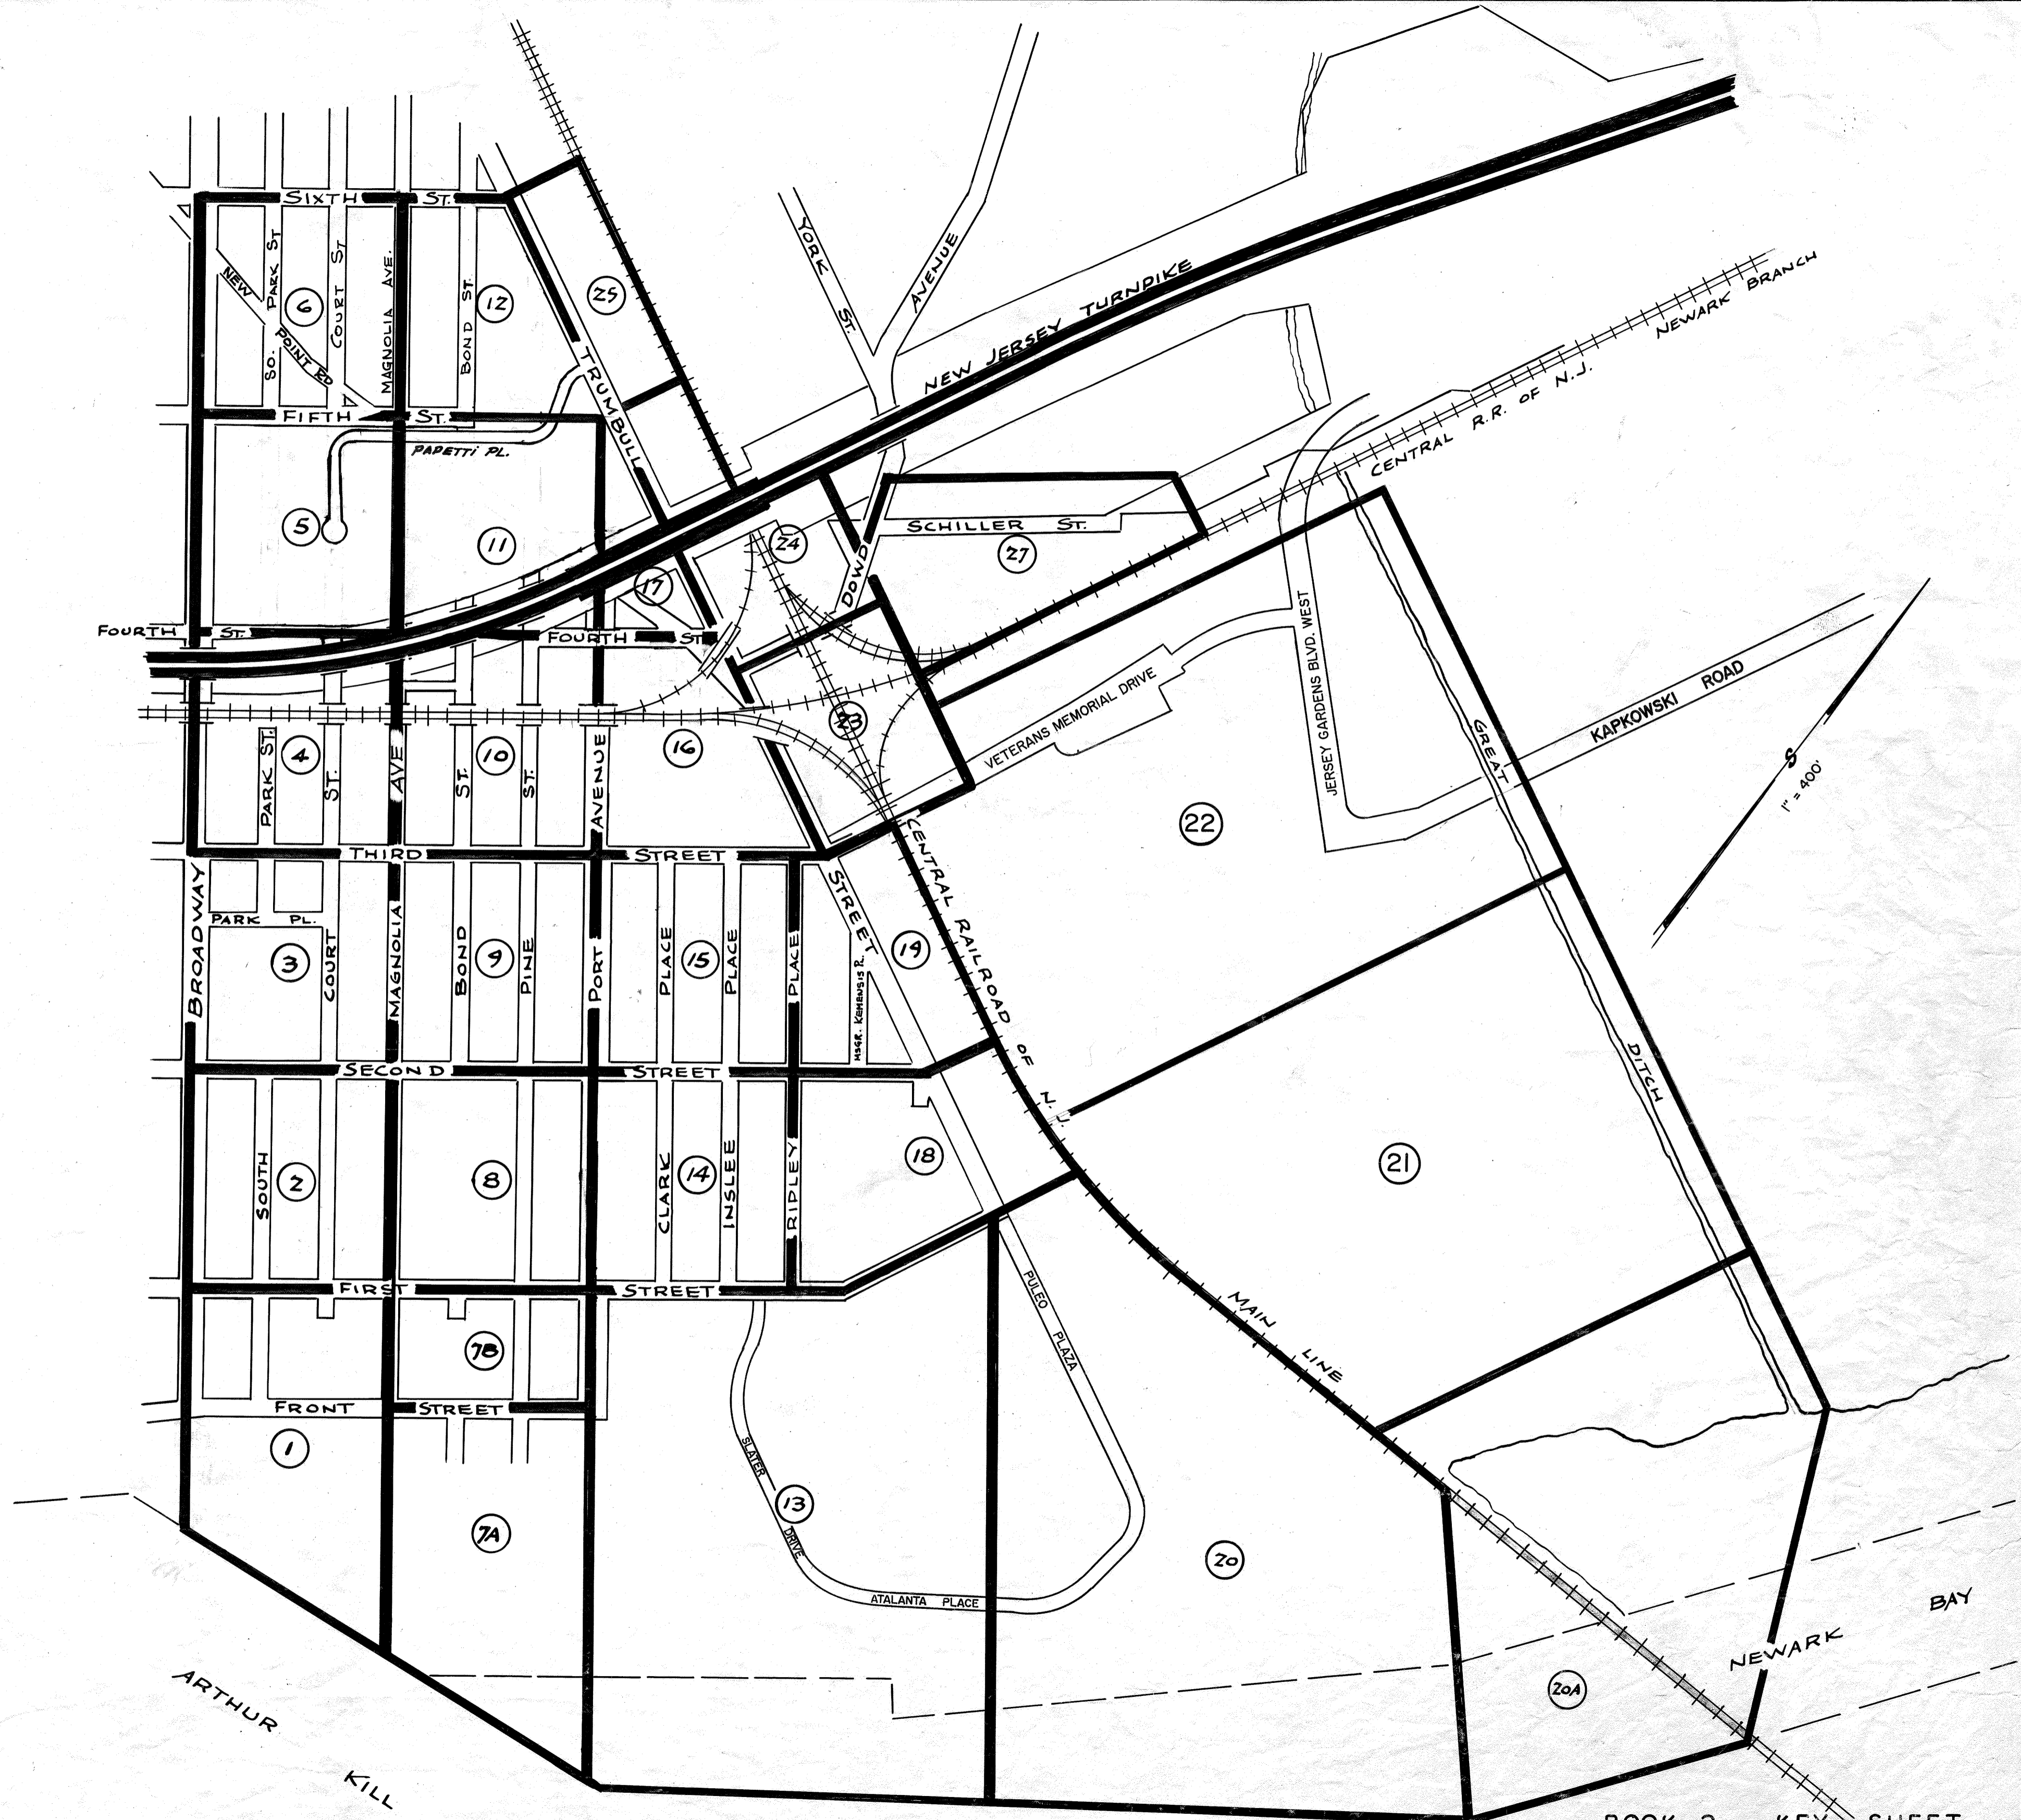 SIXTH ST.
NEW POINT RD
SO. PARK ST
6
COURT ST
MAGNOLIA AVE.
BOND ST.
12
25
TRUMBULL
YORK ST.
AVENUE
NEW JERSEY TURNPIKE
NEWARK BRANCH
CENTRAL R.R. OF N.J.
FIFTH ST.
PAPETTI PL.
5
11
24
SCHILLER ST.
27
DOWD
17
FOURTH ST.
FOURTH ST.
23
VETERANS MEMORIAL DRIVE
JERSEY GARDENS BLVD. WEST
GREAT
KAPKOWSKI ROAD
S
1" = 400'
PARK ST.
4
ST.
AVE
ST.
10
ST.
AVENUE
16
22
THIRD STREET
STREET
CENTRAL RAILROAD OF N.J.
BROADWAY
PARK PL.
3
COURT
MAGNOLIA
BOND
9
PINE
PORT
PLACE
15
PLACE
PLACE
MSGR. KEMENSIS P.
19
DITCH
SECOND STREET
SOUTH
2
8
CLARK
14
INSLEE
RIPLEY
18
21
FIRST STREET
7B
PULEO PLAZA
MAIN LINE
FRONT STREET
1
7A
SLATER DRIVE
13
ATALANTA PLACE
20
20A
NEWARK BAY
ARTHUR KILL
BOOK 2 KEY SHEET